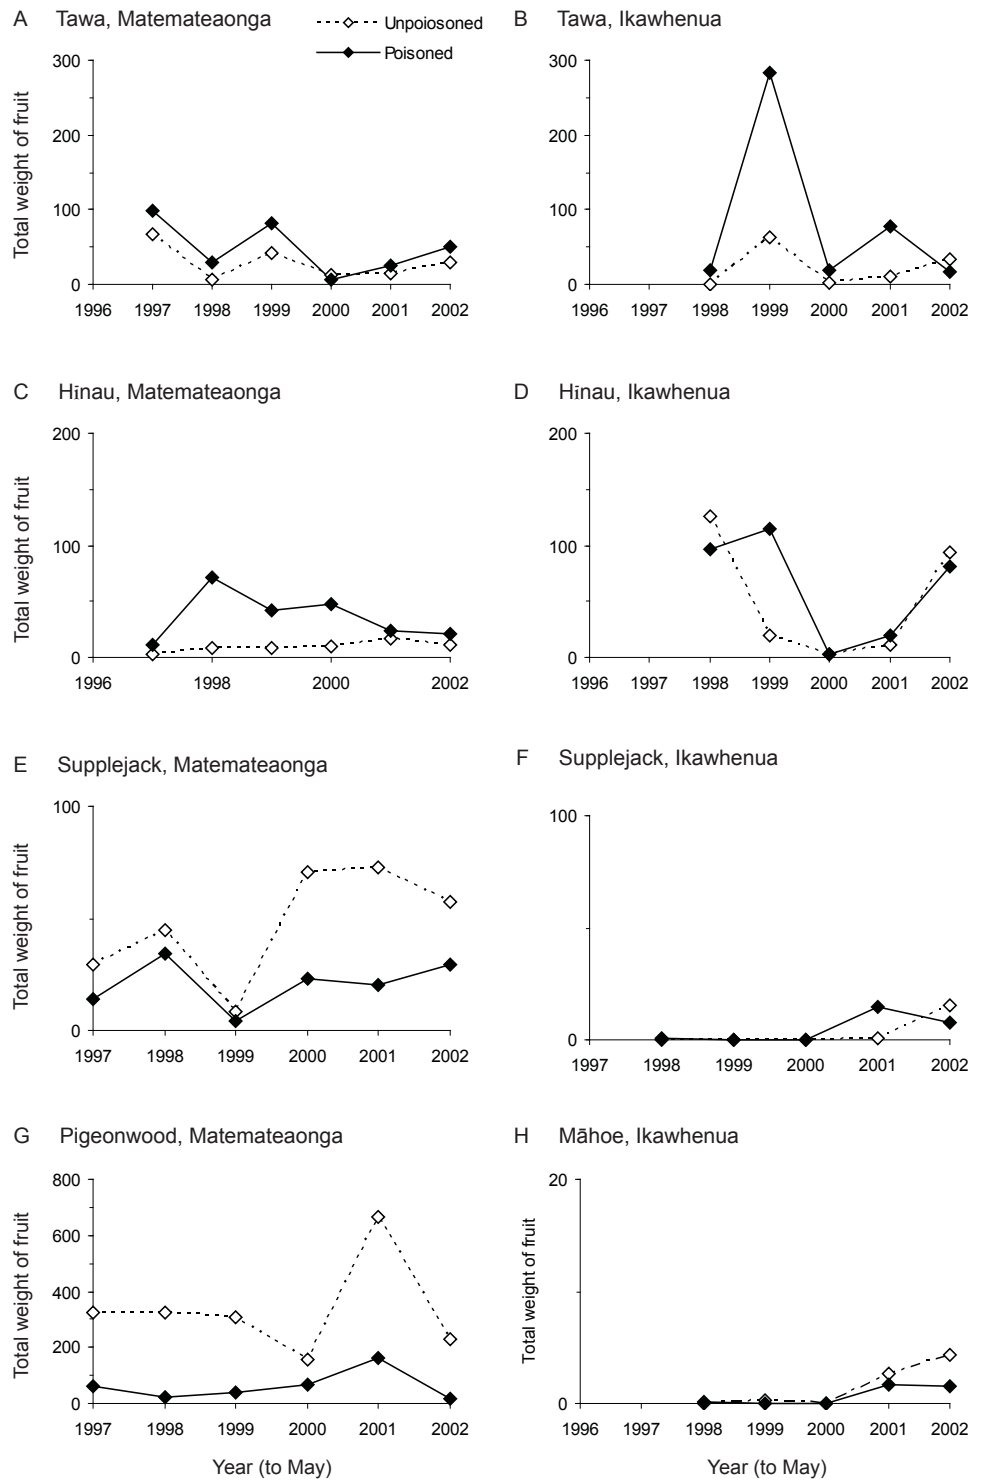 A Tawa, Matemateaonga
Unpoiosoned
Poisoned
300
200
100
0
Total weight of fruit
1996 1997 1998 1999 2000 2001 2002
B Tawa, Ikawhenua
300
200
100
0
1996 1997 1998 1999 2000 2001 2002
C Hīnau, Matemateaonga
200
100
0
Total weight of fruit
1996 1998 2000 2002
D Hīnau, Ikawhenua
200
100
0
1996 1997 1998 1999 2000 2001 2002
E Supplejack, Matemateaonga
100
0
Total weight of fruit
1997 1998 1999 2000 2001 2002
F Supplejack, Ikawhenua
100
0
1997 1998 1999 2000 2001 2002
G Pigeonwood, Matemateaonga
800
600
400
200
0
Total weight of fruit
1997 1998 1999 2000 2001 2002
Year (to May)
H Māhoe, Ikawhenua
20
10
0
Total weight of fruit
1996 1997 1998 1999 2000 2001 2002
Year (to May)